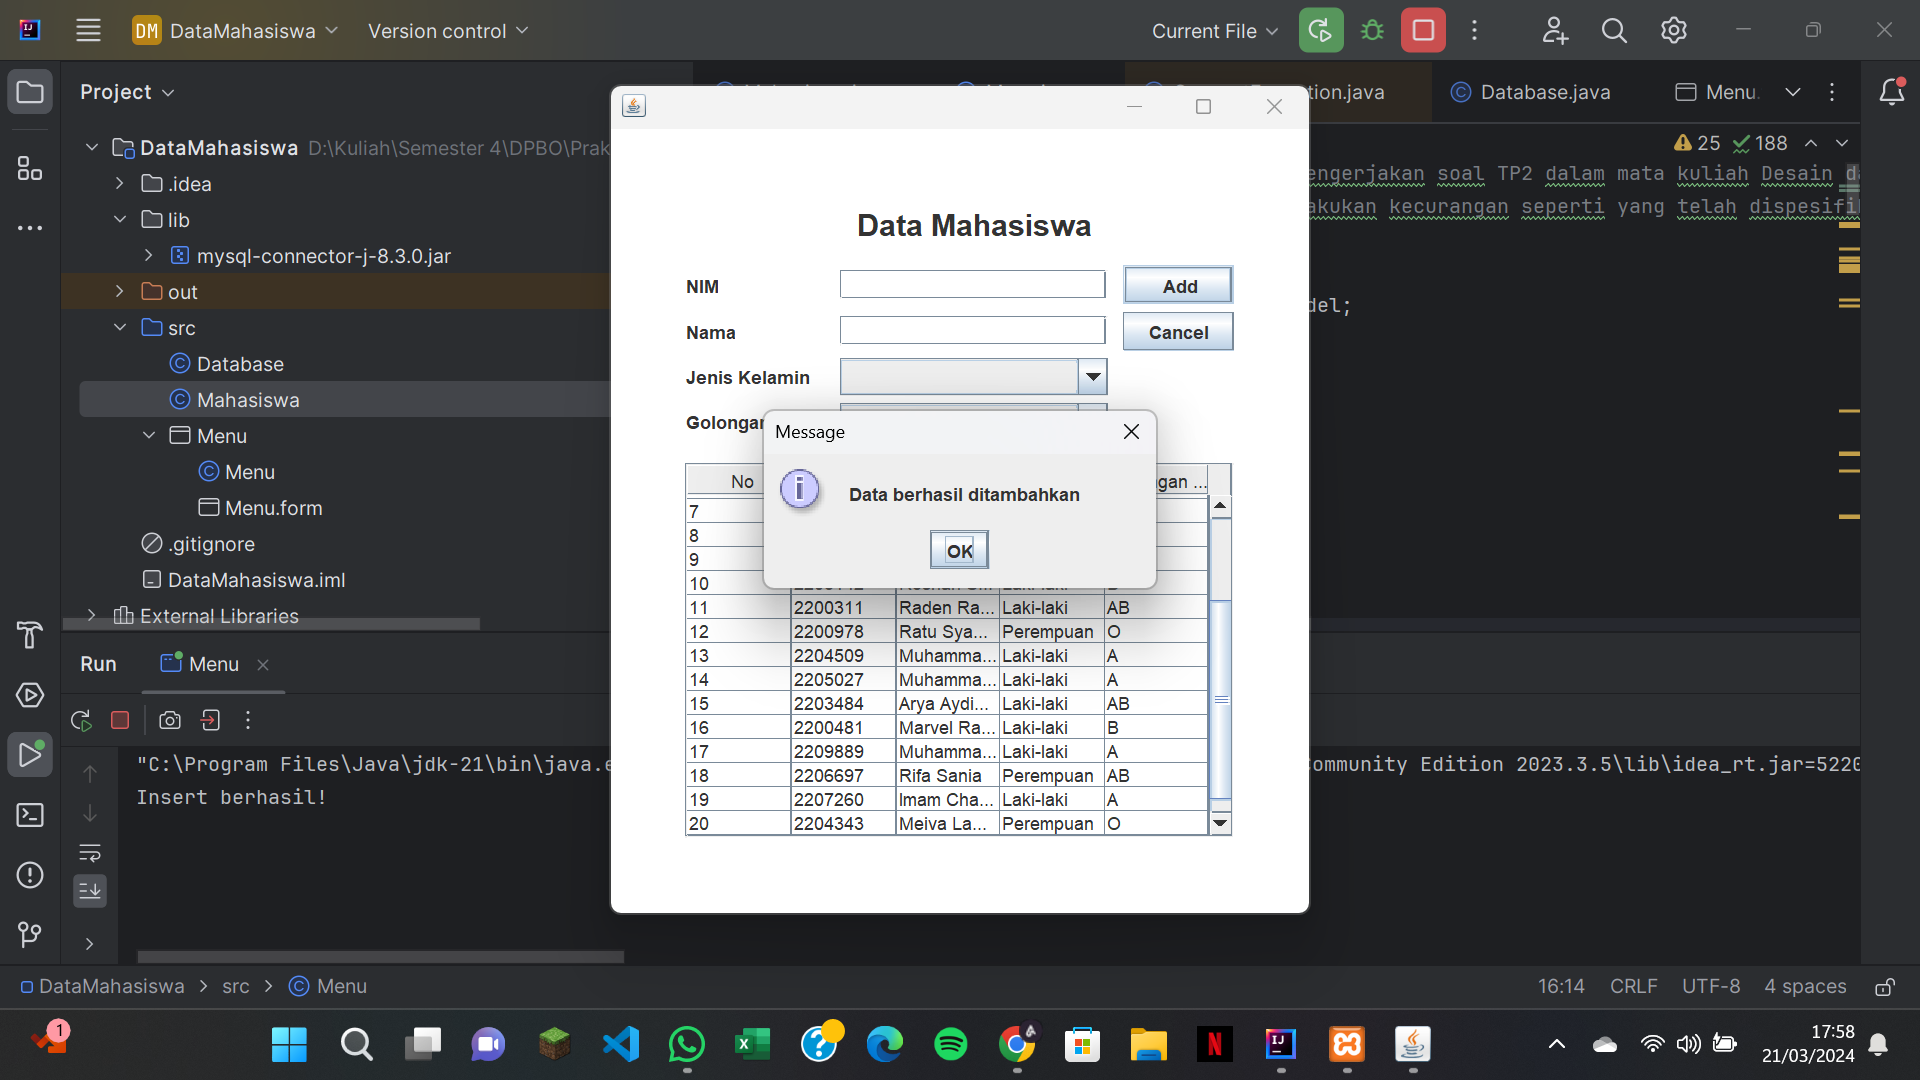 DM DataMahasiswa Version control Current File
Project
tion.java Database.java Menu.
DataMahasiswa D:\Kuliah\Semester 4\DPBO\Prak
.idea
lib
mysql-connector-j-8.3.0.jar
out
src
Database
Mahasiswa
Menu
Menu
Menu.form
.gitignore
DataMahasiswa.iml
External Libraries
25 188
engerjakan soal TP2 dalam mata kuliah Desain da
akukan kecurangan seperti yang telah dispesifi
del;
Data Mahasiswa
NIM Add
Nama Cancel
Jenis Kelamin
Golongan
Message
Data berhasil ditambahkan
OK
No gan ...
7
8
9
10
11 2200311 Raden Ra... Laki-laki AB
12 2200978 Ratu Sya... Perempuan O
13 2204509 Muhamma... Laki-laki A
14 2205027 Muhamma... Laki-laki A
15 2203484 Arya Aydi... Laki-laki AB
16 2200481 Marvel Ra... Laki-laki B
17 2209889 Muhamma... Laki-laki A
18 2206697 Rifa Sania Perempuan AB
19 2207260 Imam Cha... Laki-laki A
20 2204343 Meiva La... Perempuan O
Run Menu
"C:\Program Files\Java\jdk-21\bin\java.e ommunity Edition 2023.3.5\lib\idea_rt.jar=5220
Insert berhasil!
DataMahasiswa > src > Menu
16:14 CRLF UTF-8 4 spaces
1
17:58
21/03/2024